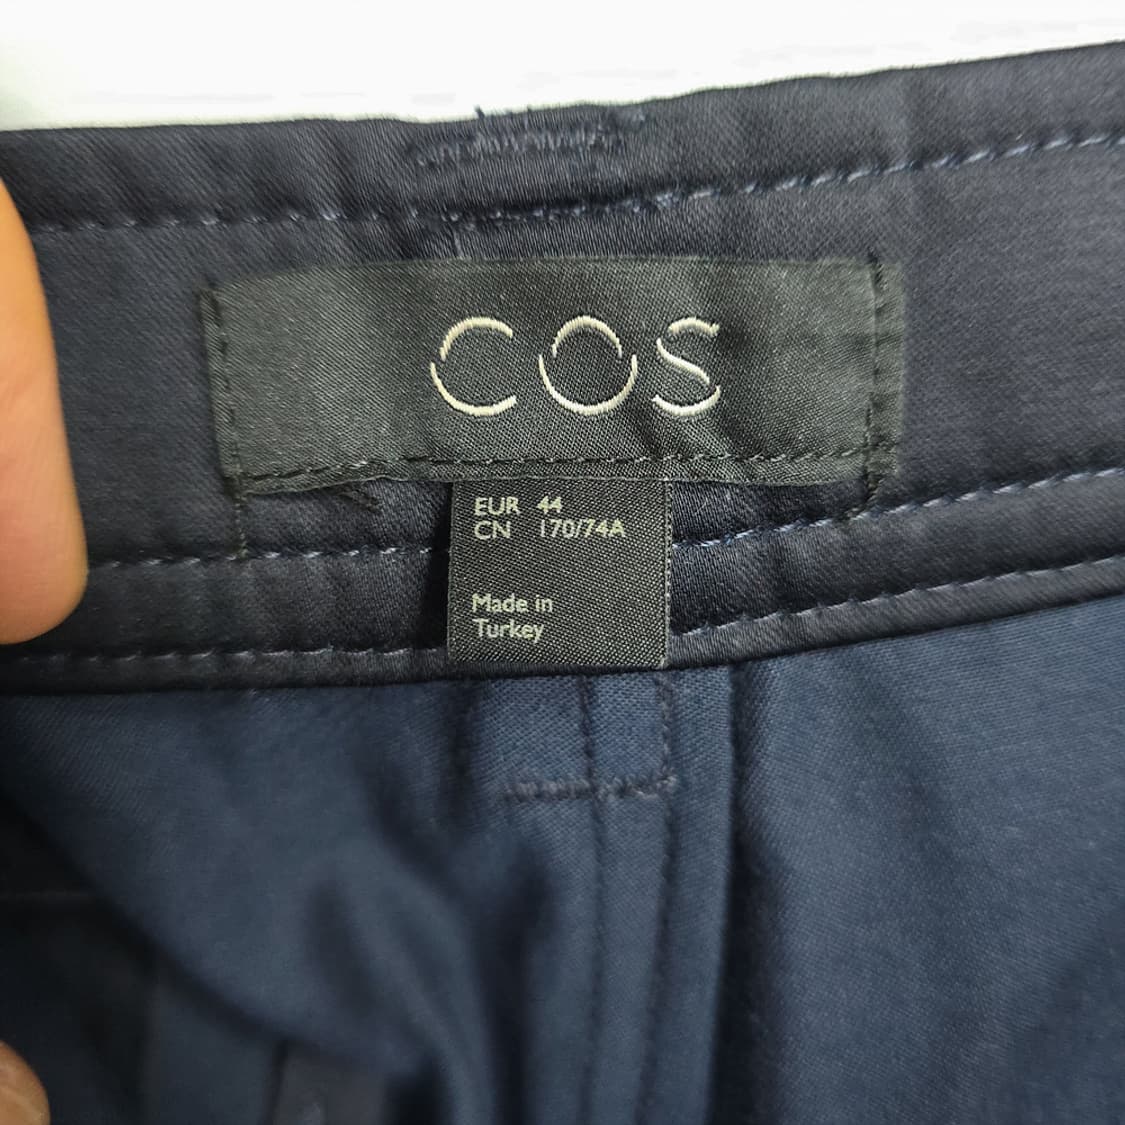 COS
EUR 44
CN 170/74A
Made in
Turkey